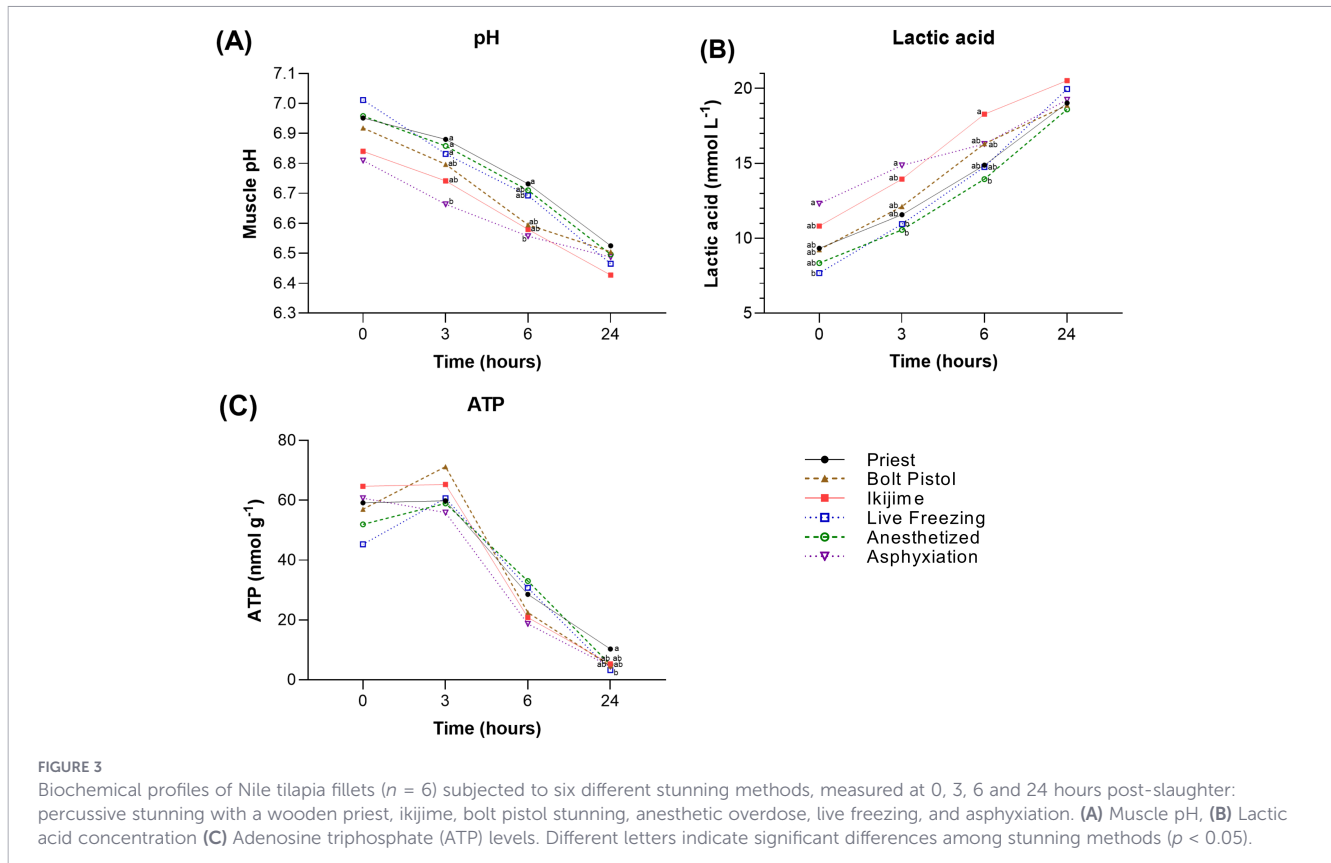 (A)
pH
Muscle pH
7.1
7.0
6.9
6.8
6.7
6.6
6.5
6.4
6.3
a
a
a
ab
ab
b
a
ab
ab
ab
ab
b
0
3
6
24
Time (hours)
(B)
Lactic acid
Lactic acid (mmol L⁻¹)
20
15
10
5
a
ab
ab
ab
ab
b
a
ab
ab
ab
b
b
a
ab
ab
ab
ab
b
0
3
6
24
Time (hours)
(C)
ATP
ATP (nmol g⁻¹)
80
60
40
20
0
a
ab ab
ab ab
b
0
3
6
24
Time (hours)
Priest
Bolt Pistol
Ikijime
Live Freezing
Anesthetized
Asphyxiation
FIGURE 3
Biochemical profiles of Nile tilapia fillets (n = 6) subjected to six different stunning methods, measured at 0, 3, 6 and 24 hours post-slaughter:
percussive stunning with a wooden priest, ikijime, bolt pistol stunning, anesthetic overdose, live freezing, and asphyxiation. (A) Muscle pH, (B) Lactic
acid concentration (C) Adenosine triphosphate (ATP) levels. Different letters indicate significant differences among stunning methods (p < 0.05).